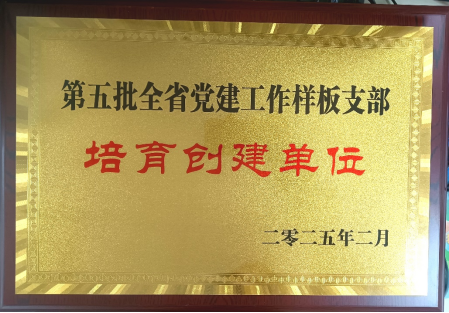 第五批全省党建工作样板支部
培育创建单位
二零二五年二月